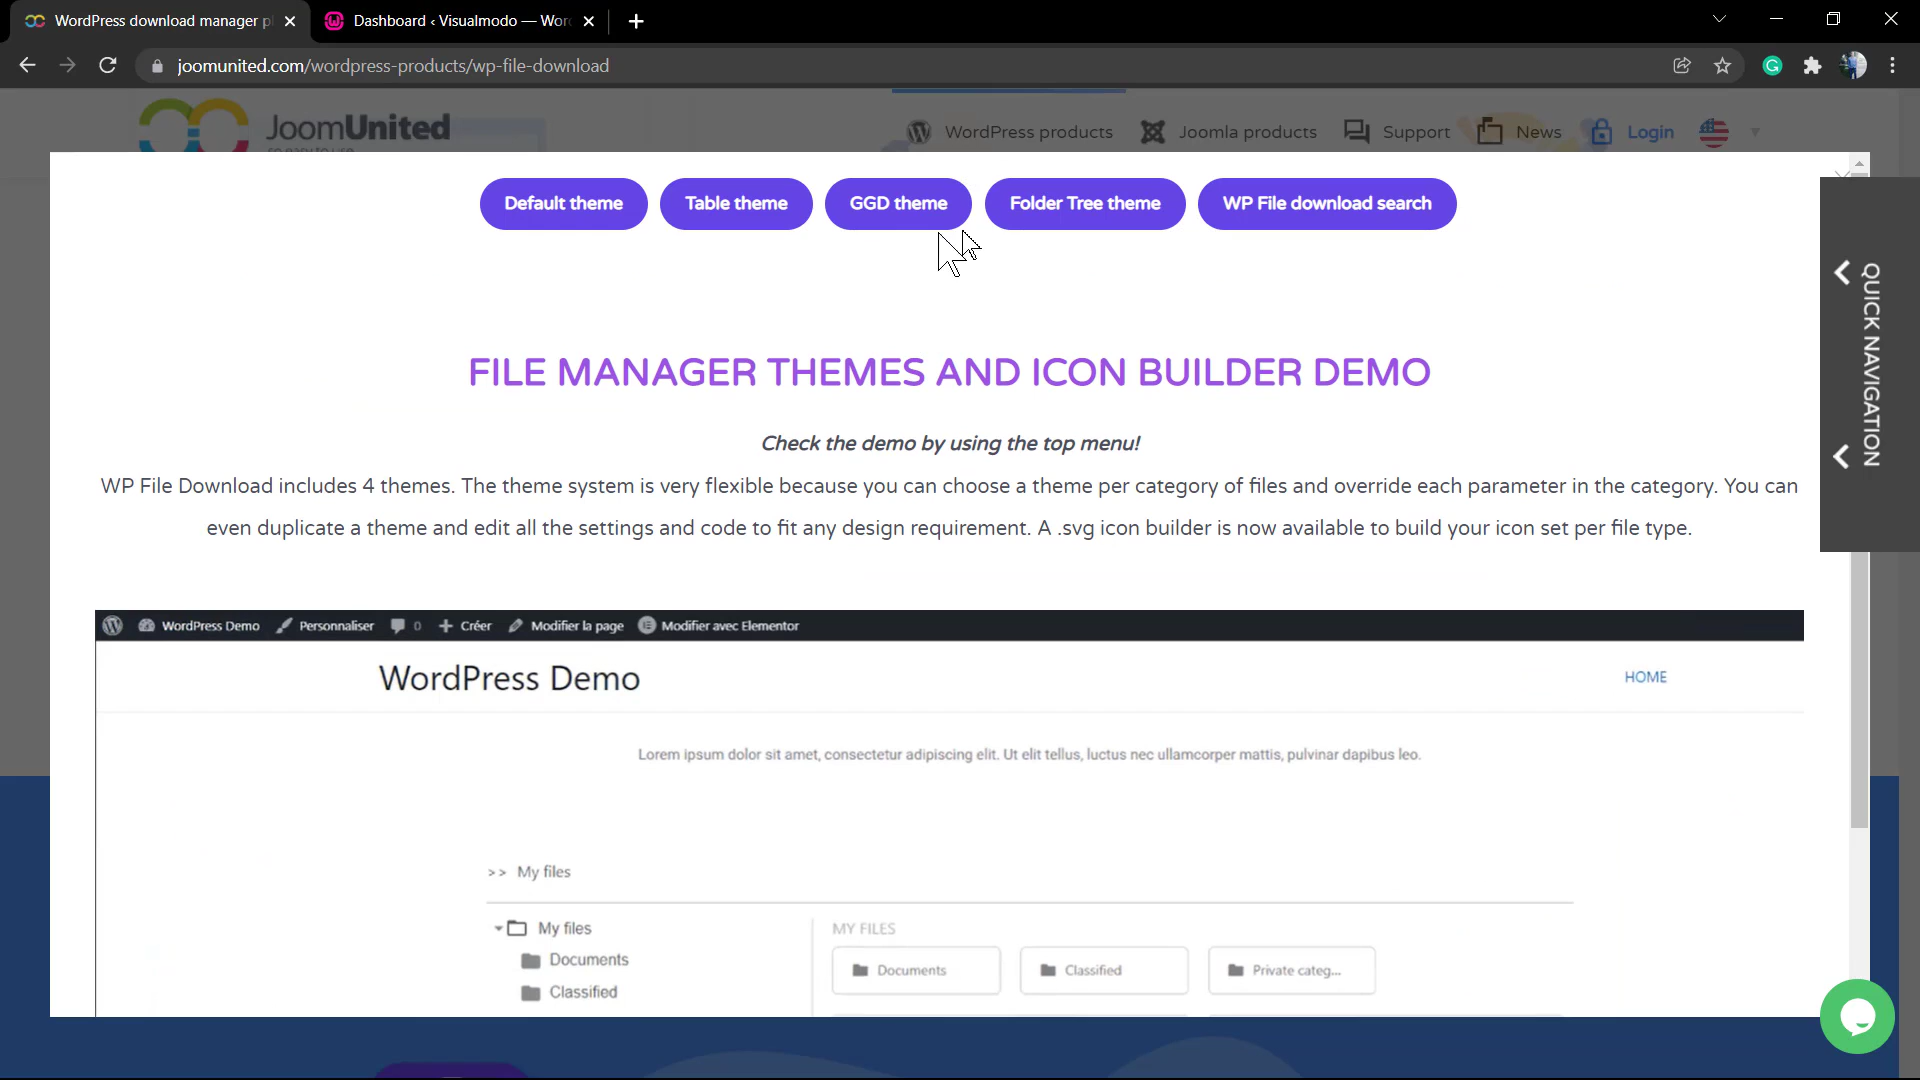 WordPress download manager p
Dashboard ‹ Visualmodo — Wor
joomunited.com/wordpress-products/wp-file-download
JoomUnited
WordPress products
Joomla products
Support
News
Login
Default theme
Table theme
GGD theme
Folder Tree theme
WP File download search
QUICK NAVIGATION
FILE MANAGER THEMES AND ICON BUILDER DEMO
Check the demo by using the top menu!
WP File Download includes 4 themes. The theme system is very flexible because you can choose a theme per category of files and override each parameter in the category. You can
even duplicate a theme and edit all the settings and code to fit any design requirement. A .svg icon builder is now available to build your icon set per file type.
WordPress Demo
Personnaliser
0
Créer
Modifier la page
Modifier avec Elementor
WordPress Demo
HOME
Lorem ipsum dolor sit amet, consectetur adipiscing elit. Ut elit tellus, luctus nec ullamcorper mattis, pulvinar dapibus leo.
>> My files
My files
Documents
Classified
MY FILES
Documents
Classified
Private categ...